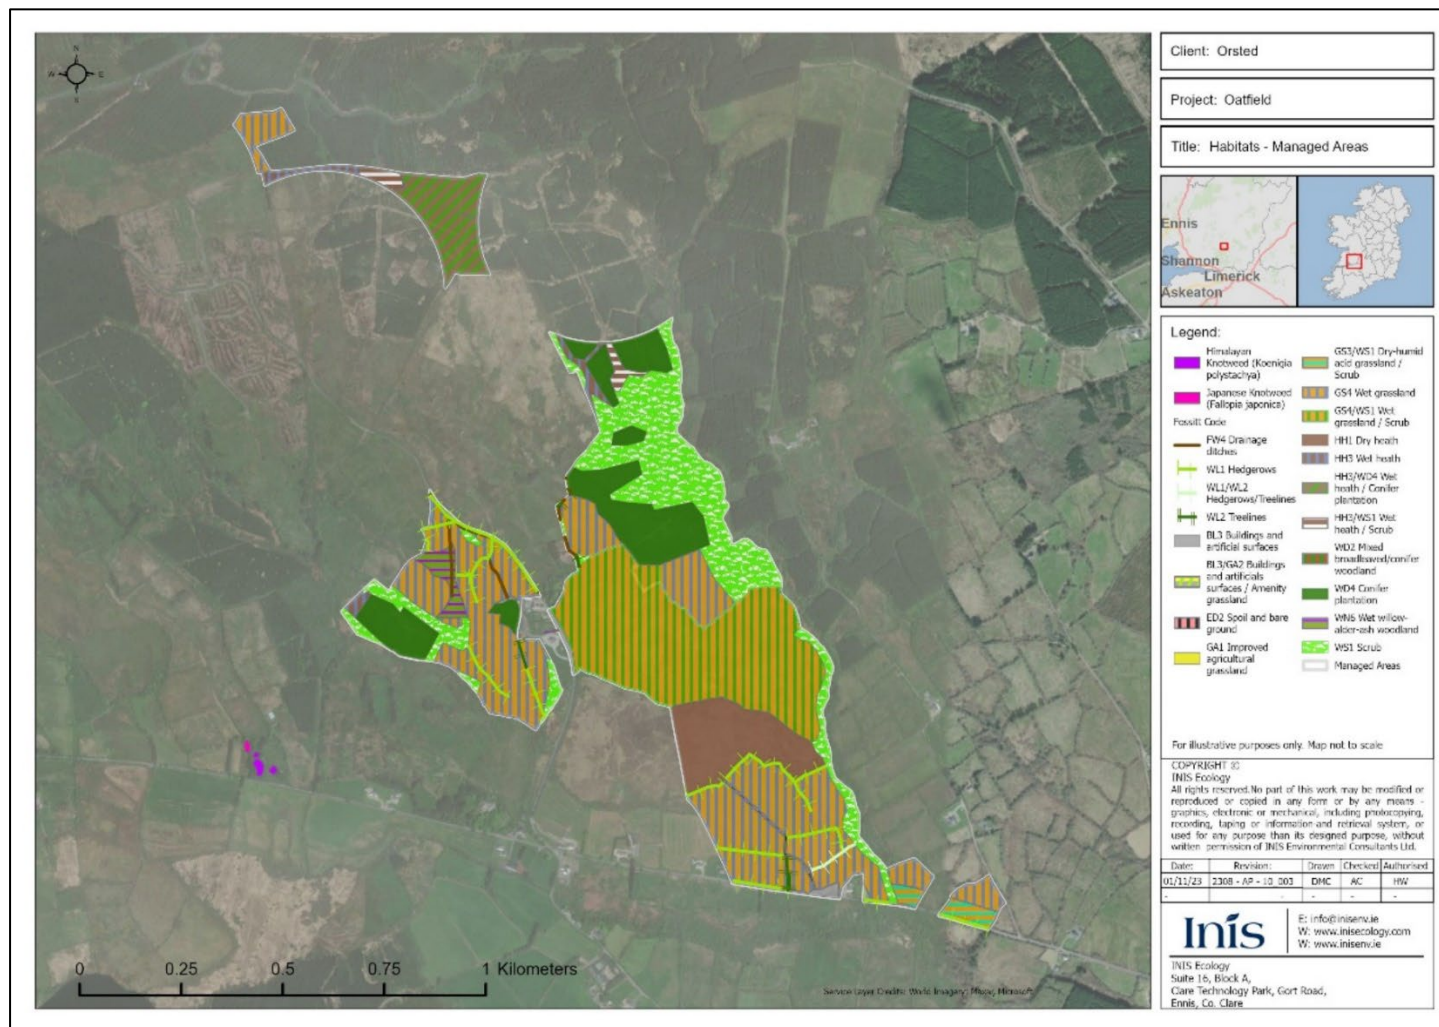 N
W
E
S
0 0.25 0.5 0.75 1 Kilometers
Service Layer Credits: World Imagery: Maxar, Microsoft
Client: Orsted
Project: Oatfield
Title: Habitats - Managed Areas
Ennis
Shannon
Limerick
Askeaton
Legend:
Himalayan
Knotweed (Koenigia
polystachya)
Japanese Knotweed
(Fallopia japonica)
Fossitt Code
FW4 Drainage
ditches
WL1 Hedgerows
WL1/WL2
Hedgerows/Treelines
WL2 Treelines
BL3 Buildings and
artificial surfaces
BL3/GA2 Buildings
and artificials
surfaces / Amenity
grassland
ED2 Spoil and bare
ground
GA1 Improved
agricultural
grassland
GS3/WS1 Dry-humid
acid grassland /
Scrub
GS4 Wet grassland
GS4/WS1 Wet
grassland / Scrub
HH1 Dry heath
HH3 Wet heath
HH3/WD4 Wet
heath / Conifer
plantation
HH3/WS1 Wet
heath / Scrub
WD2 Mixed
broadleaved/conifer
woodland
WD4 Conifer
plantation
WN6 Wet willow-
alder-ash woodland
WS1 Scrub
Managed Areas
For illustrative purposes only. Map not to scale
COPYRIGHT ©
INIS Ecology
All rights reserved.No part of this work may be modified or
reproduced or copied in any form or by any means -
graphics, electronic or mechanical, including photocopying,
recording, taping or information and retrieval system, or
used for any purpose than its designed purpose, without
written permission of INIS Environmental Consultants Ltd.
Date: Revision: Drawn Checked Authorised
01/11/23 2308 - AP - 10_003 DMC AC HW
- - - - -
Inís
E: info@inisenv.ie
W: www.inisecology.com
W: www.inisenv.ie
INIS Ecology
Suite 16, Block A,
Clare Technology Park, Gort Road,
Ennis, Co. Clare